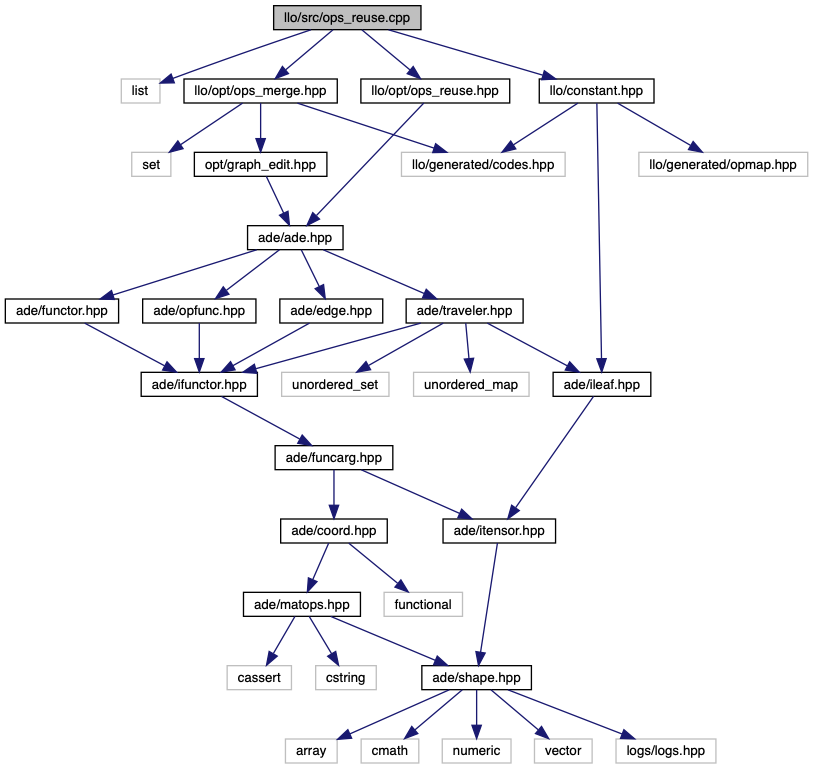 llo/src/ops_reuse.cpp
list
llo/opt/ops_merge.hpp
llo/opt/ops_reuse.hpp
llo/constant.hpp
set
opt/graph_edit.hpp
llo/generated/codes.hpp
llo/generated/opmap.hpp
ade/ade.hpp
ade/functor.hpp
ade/opfunc.hpp
ade/edge.hpp
ade/traveler.hpp
ade/ifunctor.hpp
unordered_set
unordered_map
ade/ileaf.hpp
ade/funcarg.hpp
ade/coord.hpp
ade/itensor.hpp
ade/matops.hpp
functional
cassert
cstring
ade/shape.hpp
array
cmath
numeric
vector
logs/logs.hpp